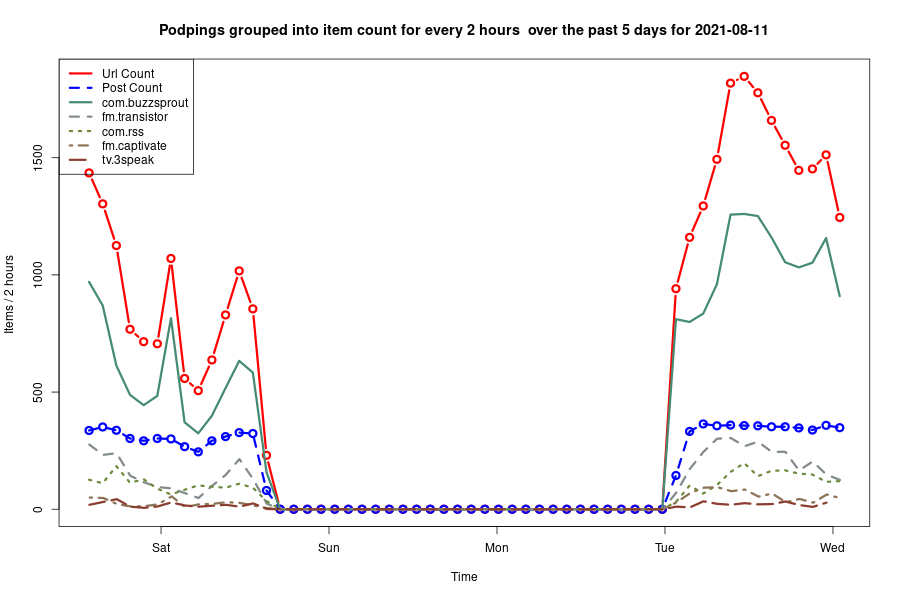 Podpings grouped into item count for every 2 hours  over the past 5 days for 2021-08-11
Url Count
Post Count
com.buzzsprout
fm.transistor
com.rss
fm.captivate
tv.3speak
Items / 2 hours
1500
1000
500
0
Sat Sun Mon Tue Wed
Time